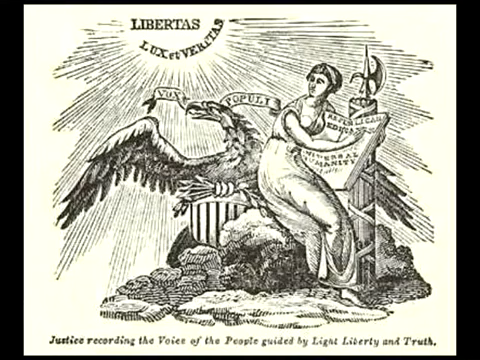 LIBERTAS
LUX et VERITAS
VOX POPULI
REPUBLICAN
UNIVERSAL
HUMANITY
Justice recording the Voice of the People guided by Light Liberty and Truth.